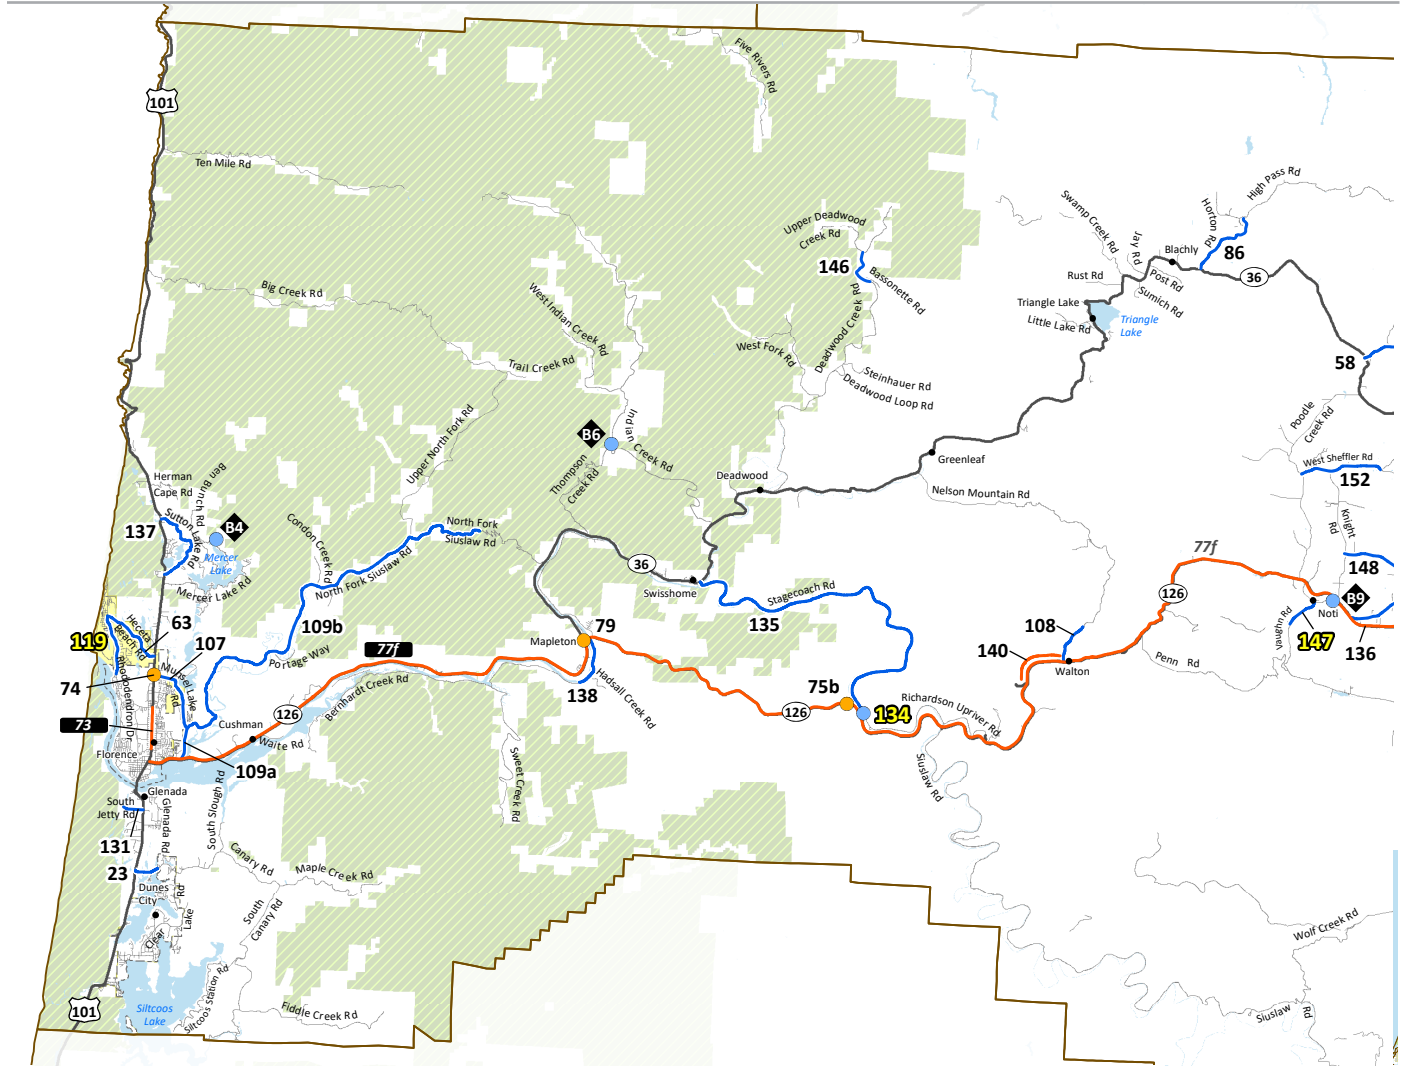 Five Rivers Rd
101
Ten Mile Rd
High Pass Rd
Swamp Creek Rd
Horton Rd
Upper Deadwood
Creek Rd
Jay Rd
Blachly
86
146
Bassonette Rd
36
Rust Rd
Post Rd
Sumich Rd
Big Creek Rd
West Indian Creek Rd
Deadwood Creek Rd
Triangle Lake
Little Lake Rd
Triangle
Lake
West Fork Rd
Trail Creek Rd
58
Steinhauer Rd
Deadwood Loop Rd
Upper North Fork Rd
Indian Creek Rd
B6
Poodle
Creek Rd
Thompson
Creek Rd
Greenleaf
West Sheffler Rd
152
Herman
Cape Rd
Ben Bunch Rd
Deadwood
Nelson Mountain Rd
Sutton Lake Rd
137
B4
Condon Creek Rd
North Fork
Siuslaw Rd
Knight
Rd
77f
Mercer
Lake
36
148
North Fork Siuslaw Rd
Swisshome
Stagecoach Rd
126
Mercer Lake Rd
B9
Noti
Heceta
Beach Rd
63
109b
79
135
108
Vaughn Rd
147
119
107
Mapleton
136
77f
Portage Way
140
Penn Rd
Munsel Lake
Rd
Walton
74
Rhododendron Dr
Bernhardt Creek Rd
138
Hadsall Creek Rd
75b
134
Richardson Upriver Rd
73
Cushman
126
126
Waite Rd
Florence
109a
Sweet Creek Rd
Siuslaw Rd
Glenada
South
Jetty Rd
Glenada Rd
South Slough Rd
131
Canary Rd
Maple Creek Rd
23
Dunes
City
Clear
Lake
Rd
South
Canary Rd
Wolf Creek Rd
Siltcoos Station Rd
101
Siltcoos
Lake
Fiddle Creek Rd
Siuslaw
Rd